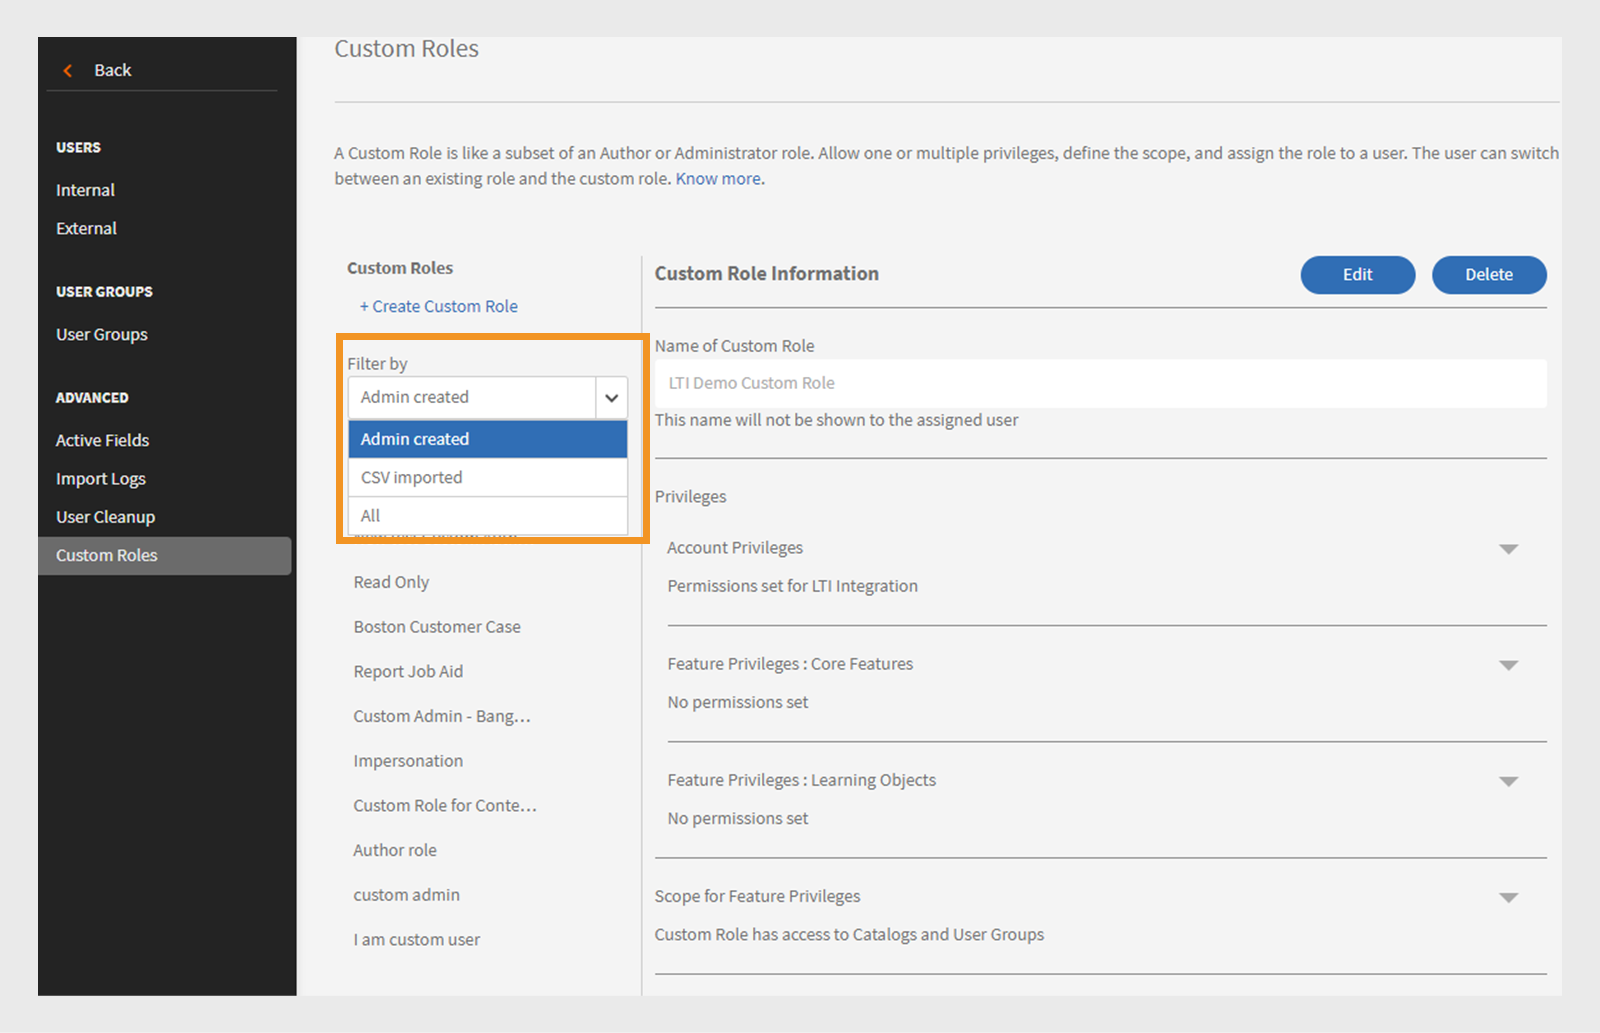 Custom Roles
Back
USERS
Internal
External
USER GROUPS
User Groups
ADVANCED
Active Fields
Import Logs
User Cleanup
Custom Roles
A Custom Role is like a subset of an Author or Administrator role. Allow one or multiple privileges, define the scope, and assign the role to a user. The user can switch
between an existing role and the custom role. Know more.
Custom Roles
+ Create Custom Role
Filter by
Admin created
Admin created
CSV imported
All
Read Only
Boston Customer Case
Report Job Aid
Custom Admin - Bang...
Impersonation
Custom Role for Conte...
Author role
custom admin
I am custom user
Custom Role Information
Edit
Delete
Name of Custom Role
LTI Demo Custom Role
This name will not be shown to the assigned user
Privileges
Account Privileges
Permissions set for LTI Integration
Feature Privileges : Core Features
No permissions set
Feature Privileges : Learning Objects
No permissions set
Scope for Feature Privileges
Custom Role has access to Catalogs and User Groups